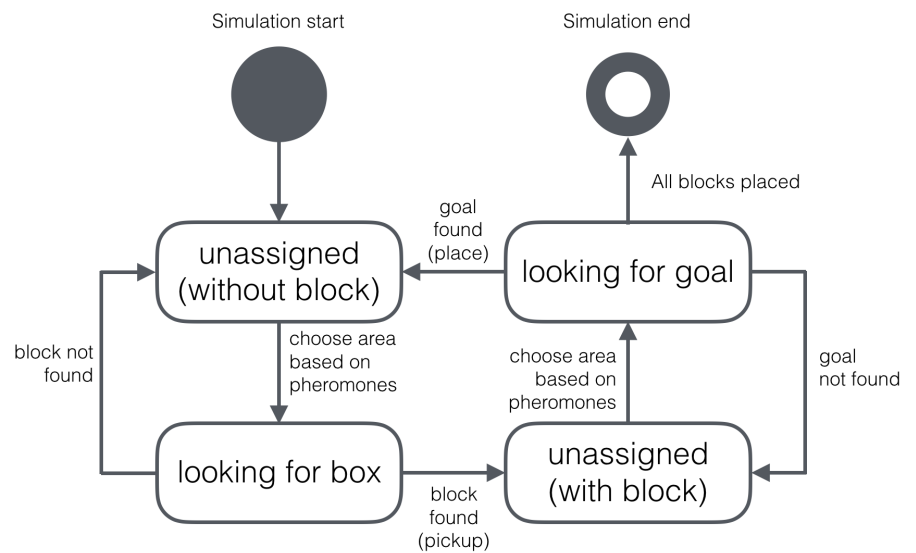 Simulation start
Simulation end
All blocks placed
goal
found
(place)
unassigned
(without block)
looking for goal
block not
found
choose area
based on
pheromones
choose area
based on
pheromones
goal
not found
looking for box
unassigned
(with block)
block
found
(pickup)